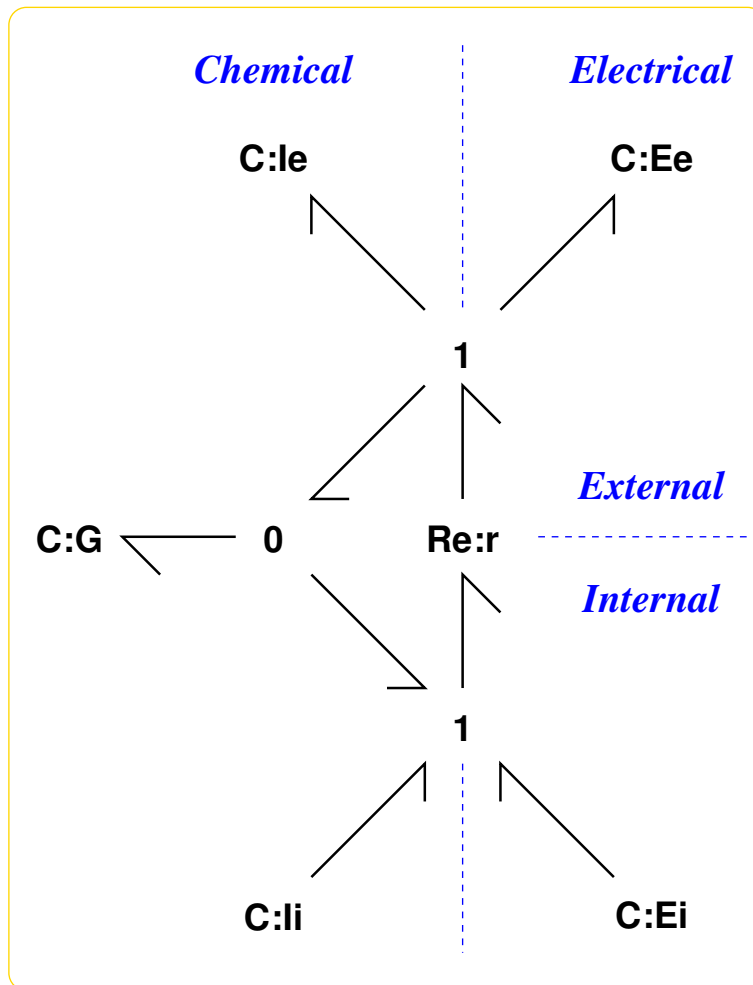 Chemical
Electrical
C:Ie
C:Ee
1
External
C:G
0
Re:r
Internal
1
C:Ii
C:Ei